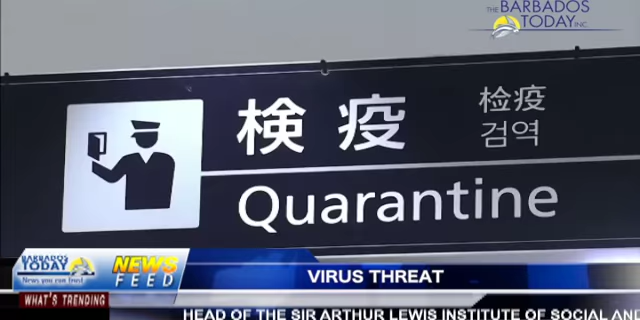 THE BARBADOS
TODAY INC.
検疫
检疫
검역
Quarantine
BARBADOS
TODAY
News you can trust
NEWS
FEED
VIRUS THREAT
WHAT'S TRENDING
HEAD OF THE SIR ARTHUR LEWIS INSTITUTE OF SOCIAL AND